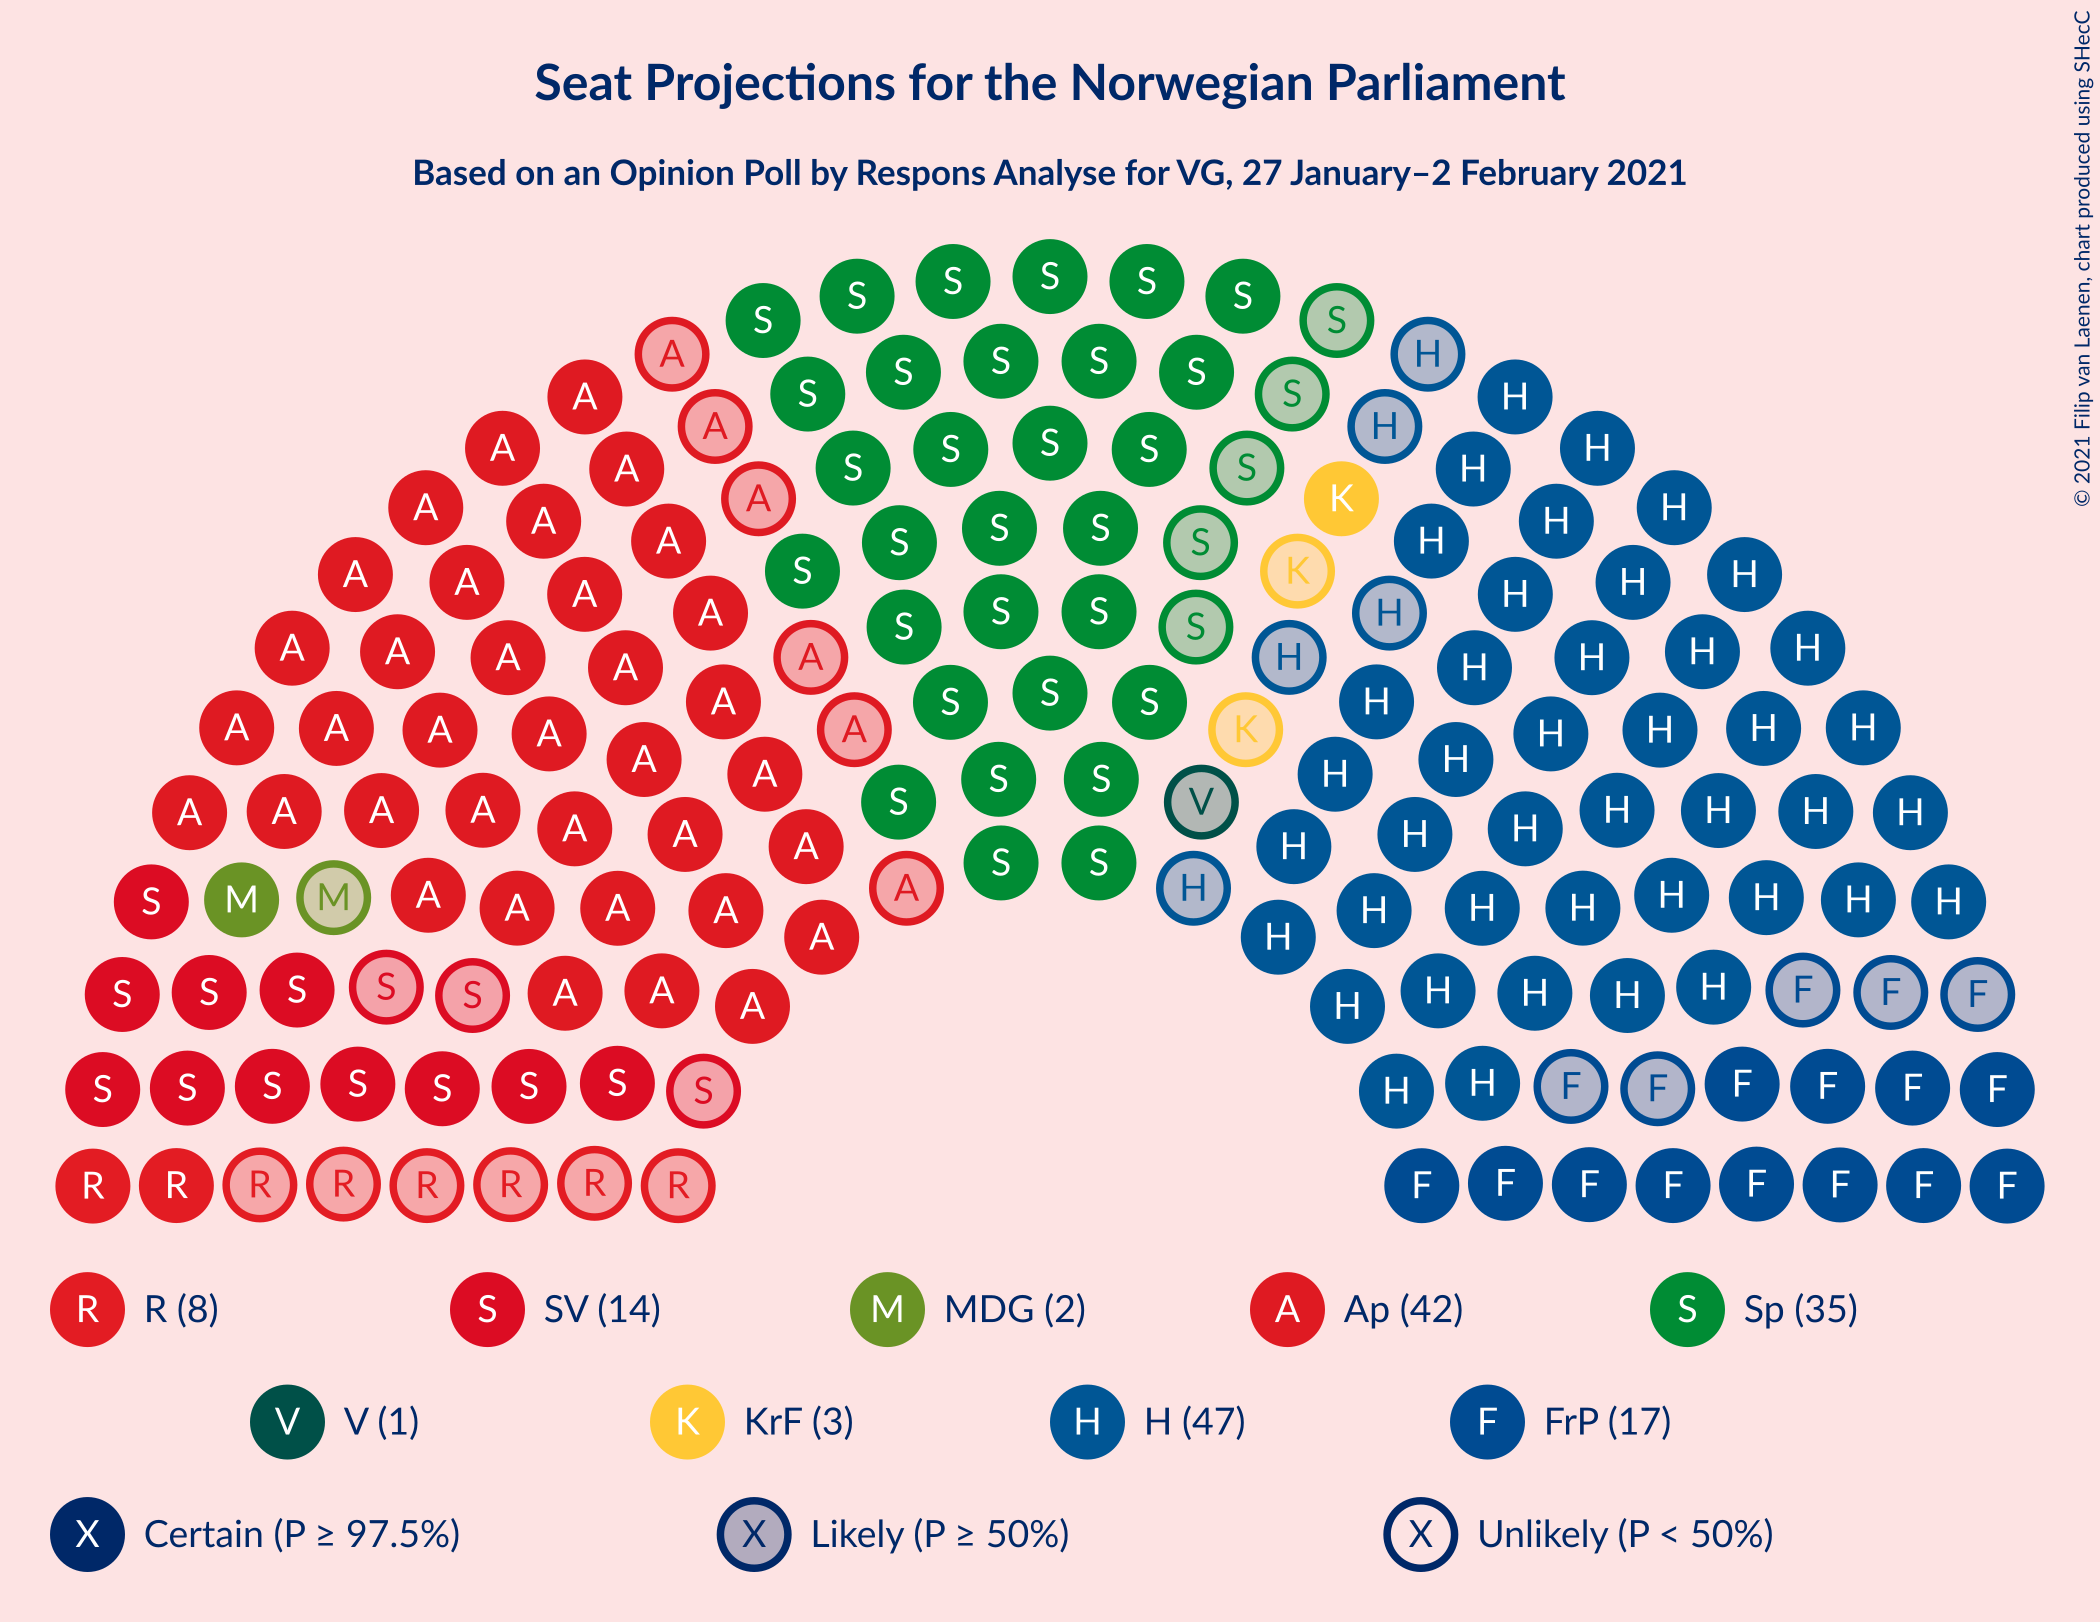 Seat Projections for the Norwegian Parliament
Based on an Opinion Poll by Respons Analyse for VG, 27 January–2 February 2021
© 2021 Filip van Laenen, chart produced using SHecC
S S S S S S S
A H
S S S S S
A S H
A H
A S S S S S H
A A K H
A S S S S H
A A S K H H
A A S S S S H H
A A A A H H H H
A A A S S S H H H
A A A A A K H H H H
A A A H H H
A A A A A S S S V H H H H H
A A A H H H
S M M A A A A A S S H H H H H H H H
A H
S S S S S A A A H H H H H F F F
S S S S S S S S H H F F F F F F
R R R R R R R R F F F F F F F F
R R (8) S SV (14) M MDG (2) A Ap (42) S Sp (35)
V V (1) K KrF (3) H H (47) F FrP (17)
X Certain (P ≥ 97.5%) X Likely (P ≥ 50%) X Unlikely (P < 50%)